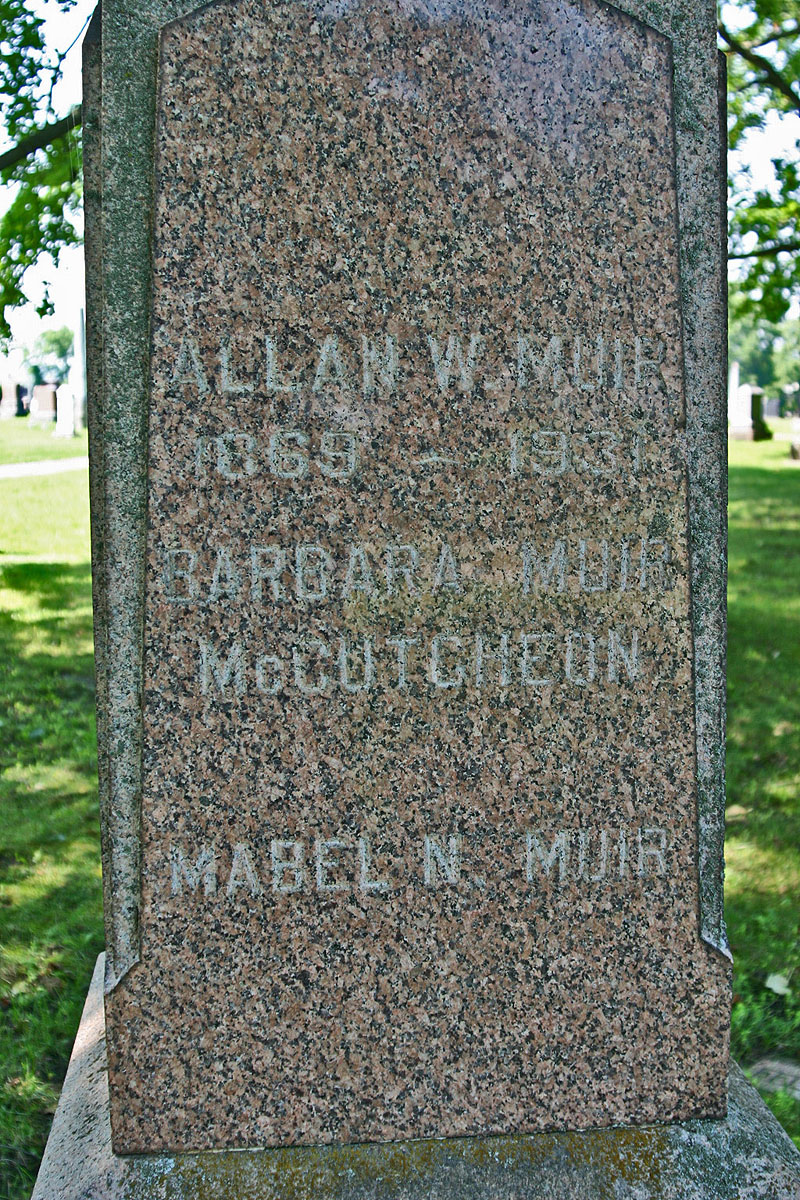 ALLAN W. MUIR
1869 – 1931
BARBARA MUIR
McCUTCHEON
MABEL N. MUIR